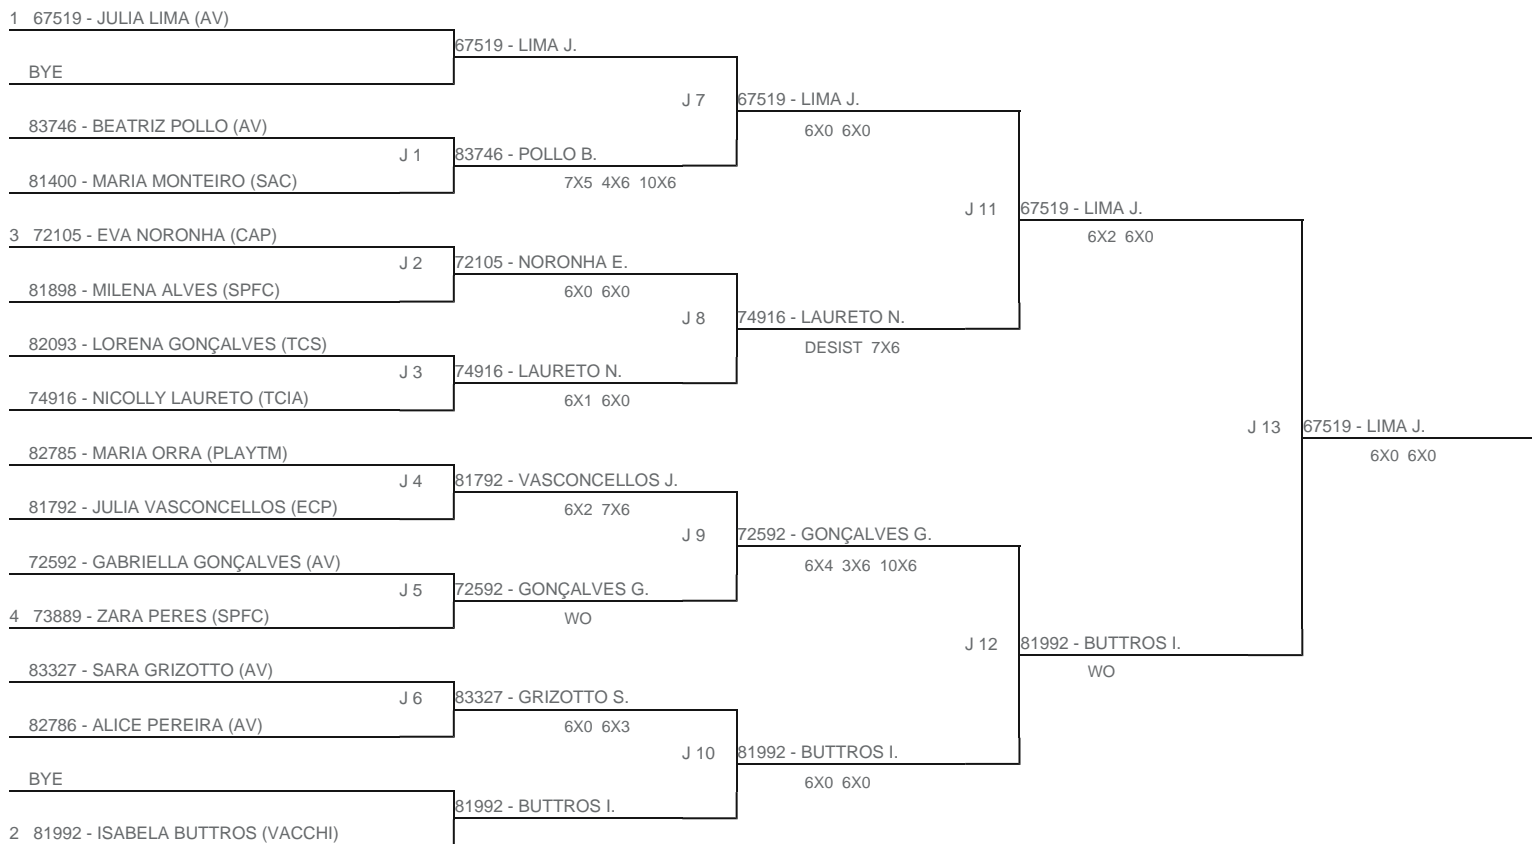 1 67519 - JULIA LIMA (AV)
67519 - LIMA J.
BYE
J 7 67519 - LIMA J.
6X0 6X0
83746 - BEATRIZ POLLO (AV)
J 1 83746 - POLLO B.
7X5 4X6 10X6
81400 - MARIA MONTEIRO (SAC)
J 11 67519 - LIMA J.
6X2 6X0
3 72105 - EVA NORONHA (CAP)
J 2 72105 - NORONHA E.
6X0 6X0
81898 - MILENA ALVES (SPFC)
J 8 74916 - LAURETO N.
DESIST 7X6
82093 - LORENA GONÇALVES (TCS)
J 3 74916 - LAURETO N.
6X1 6X0
74916 - NICOLLY LAURETO (TCIA)
J 13 67519 - LIMA J.
6X0 6X0
82785 - MARIA ORRA (PLAYTM)
J 4 81792 - VASCONCELLOS J.
6X2 7X6
81792 - JULIA VASCONCELLOS (ECP)
J 9 72592 - GONÇALVES G.
6X4 3X6 10X6
72592 - GABRIELLA GONÇALVES (AV)
J 5 72592 - GONÇALVES G.
WO
4 73889 - ZARA PERES (SPFC)
J 12 81992 - BUTTROS I.
WO
83327 - SARA GRIZOTTO (AV)
J 6 83327 - GRIZOTTO S.
6X0 6X3
82786 - ALICE PEREIRA (AV)
J 10 81992 - BUTTROS I.
6X0 6X0
BYE
81992 - BUTTROS I.
2 81992 - ISABELA BUTTROS (VACCHI)